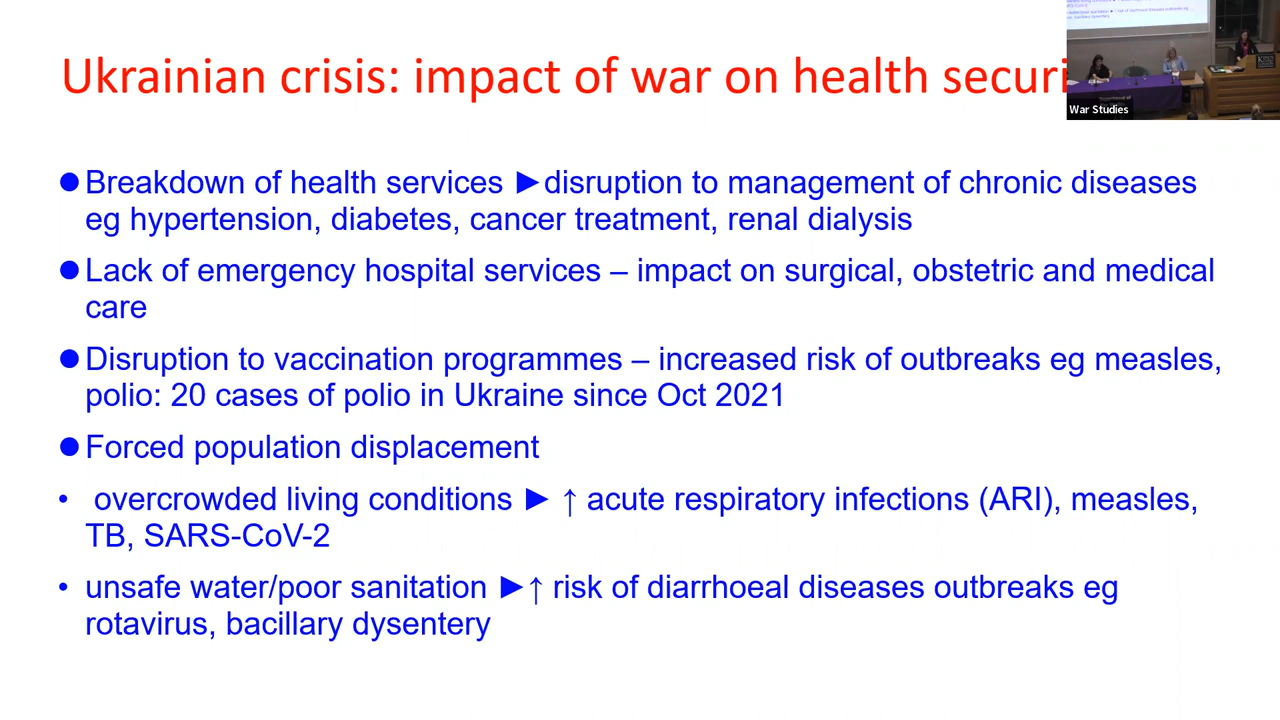 Ukrainian crisis: impact of war on health securi
War Studies
● Breakdown of health services ►disruption to management of chronic diseases
eg hypertension, diabetes, cancer treatment, renal dialysis
● Lack of emergency hospital services – impact on surgical, obstetric and medical
care
● Disruption to vaccination programmes – increased risk of outbreaks eg measles,
polio: 20 cases of polio in Ukraine since Oct 2021
● Forced population displacement
• overcrowded living conditions ► ↑ acute respiratory infections (ARI), measles,
TB, SARS-CoV-2
• unsafe water/poor sanitation ►↑ risk of diarrhoeal diseases outbreaks eg
rotavirus, bacillary dysentery